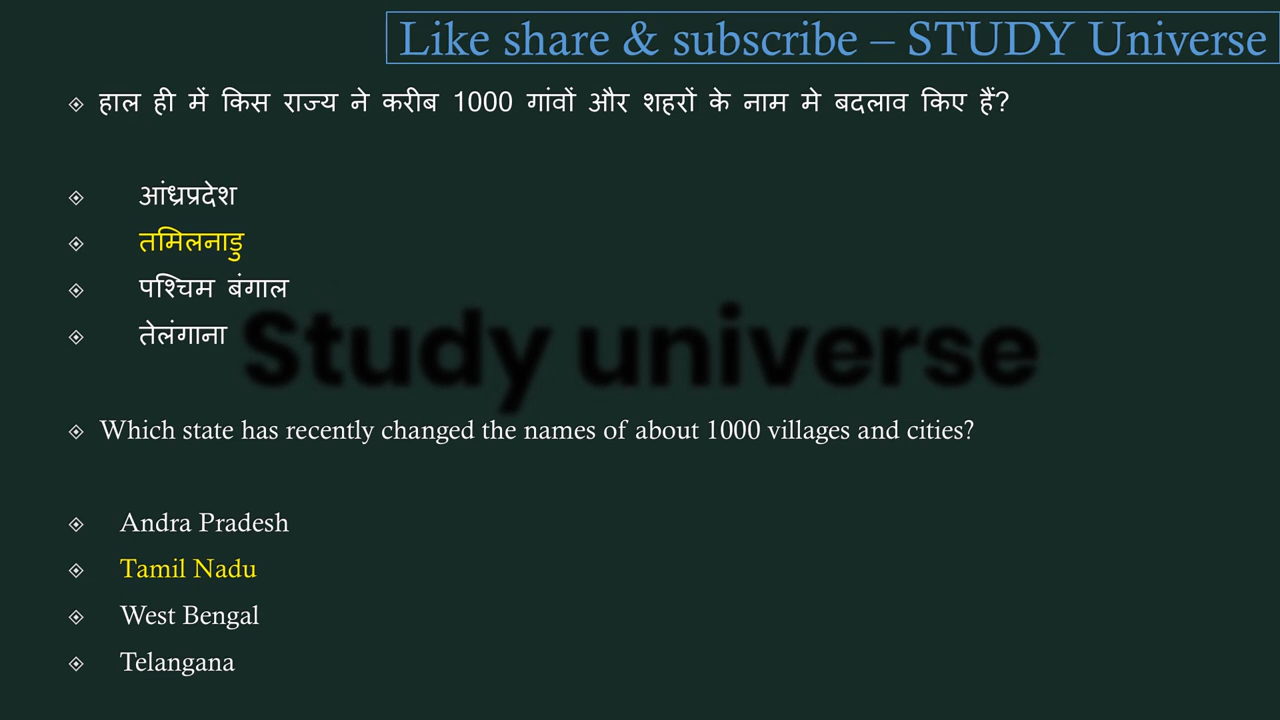 Like share & subscribe – STUDY Universe
हाल ही में किस राज्य ने करीब 1000 गांवों और शहरों के नाम मे बदलाव किए हैं?
आंध्रप्रदेश
तमिलनाडु
पश्चिम बंगाल
तेलंगाना
Study universe
Which state has recently changed the names of about 1000 villages and cities?
Andra Pradesh
Tamil Nadu
West Bengal
Telangana